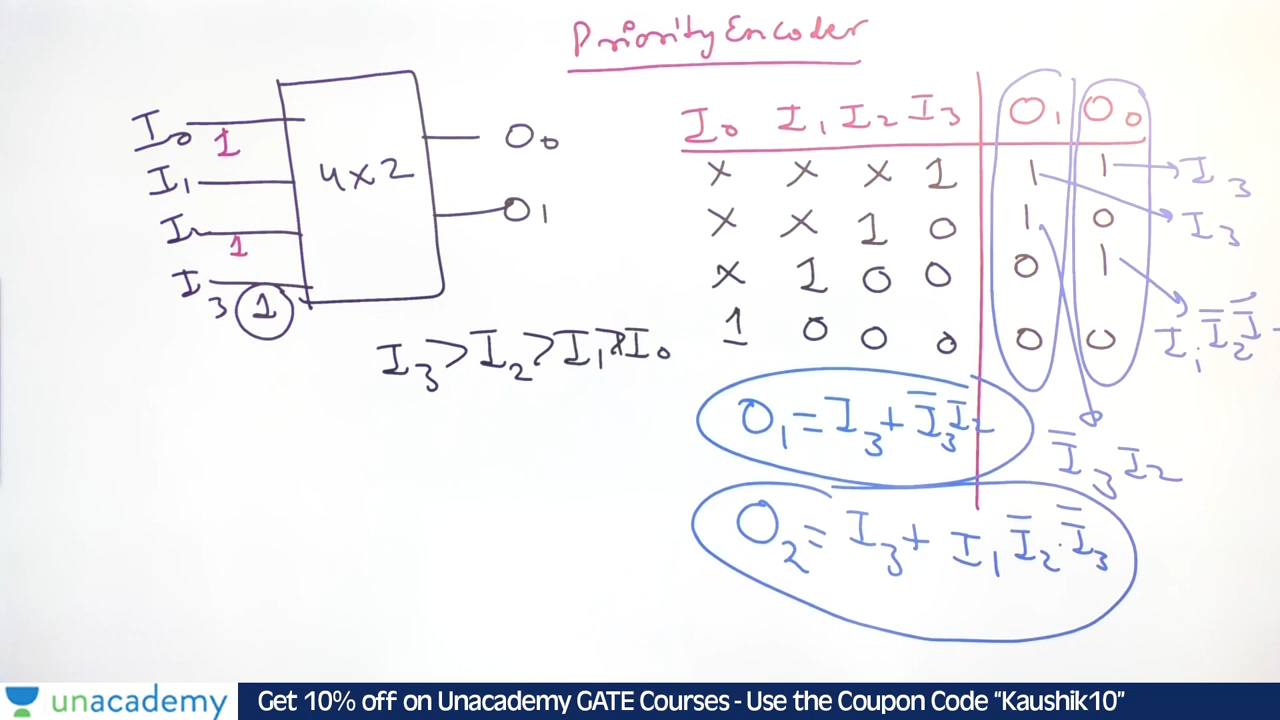 Priority Encoder
I0 1
I1
I 1
I3 1
4x2
O0
O1
I3 > I2 > I1 > I0
I0 I1 I2 I3 O1 O0
x x x 1 1 1 I3
x x 1 0 1 0 I3
x 1 0 0 0 1 I1 Ī2 Ī
1 0 0 0 0 0
O1 = I3 + Ī3 I2
Ī3 I2
O2 = I3 + I1 Ī2 . Ī3
unacademy
Get 10% off on Unacademy GATE Courses - Use the Coupon Code “Kaushik10”